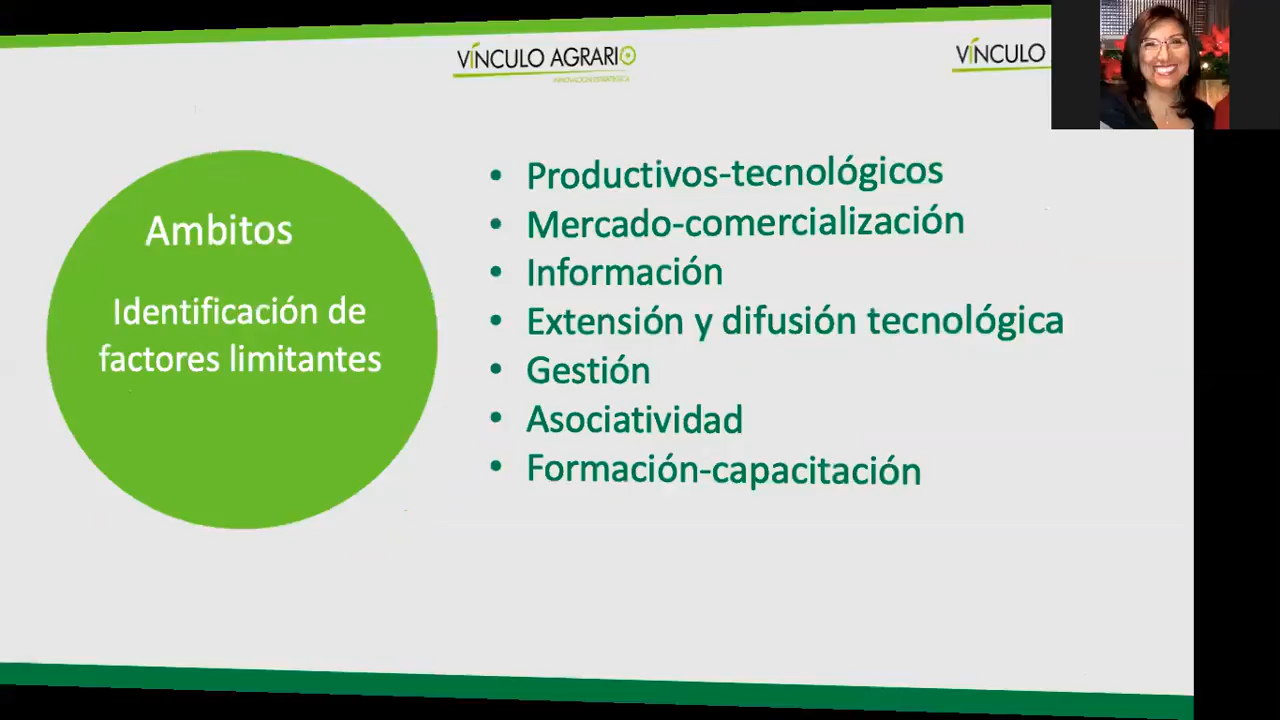 VÍNCULO AGRARIO
VÍNCULO
Ambitos
Identificación de
factores limitantes
• Productivos-tecnológicos
• Mercado-comercialización
• Información
• Extensión y difusión tecnológica
• Gestión
• Asociatividad
• Formación-capacitación